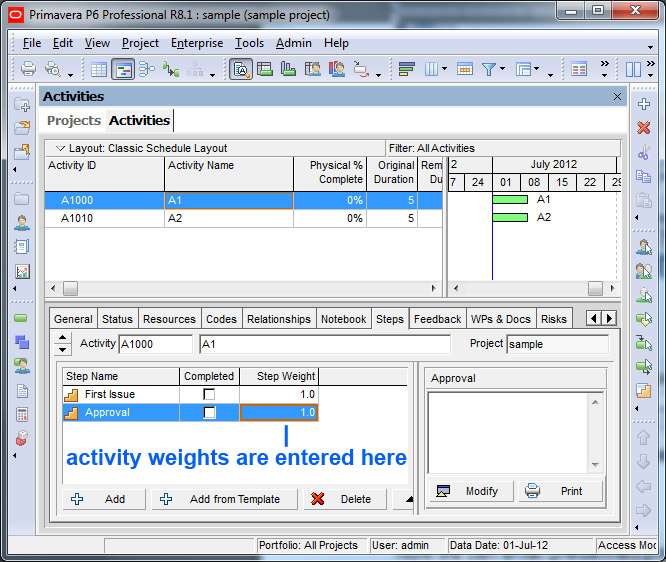 Primavera P6 Professional R8.1 : sample (sample project)
File Edit View Project Enterprise Tools Admin Help
Activities
Projects Activities
Layout: Classic Schedule Layout Filter: All Activities
Activity ID Activity Name Physical % Complete Original Duration Rem Du 2 July 2012
7 24 01 08 15 22 29
A1000 A1 0% 5 A1
A1010 A2 0% 5 A2
General Status Resources Codes Relationships Notebook Steps Feedback WPs & Docs Risks
Activity A1000 A1 Project sample
Step Name Completed Step Weight Approval
First Issue 1.0
Approval 1.0
activity weights are entered here
Add Add from Template Delete Modify Print
Portfolio: All Projects User: admin Data Date: 01-Jul-12 Access Mod